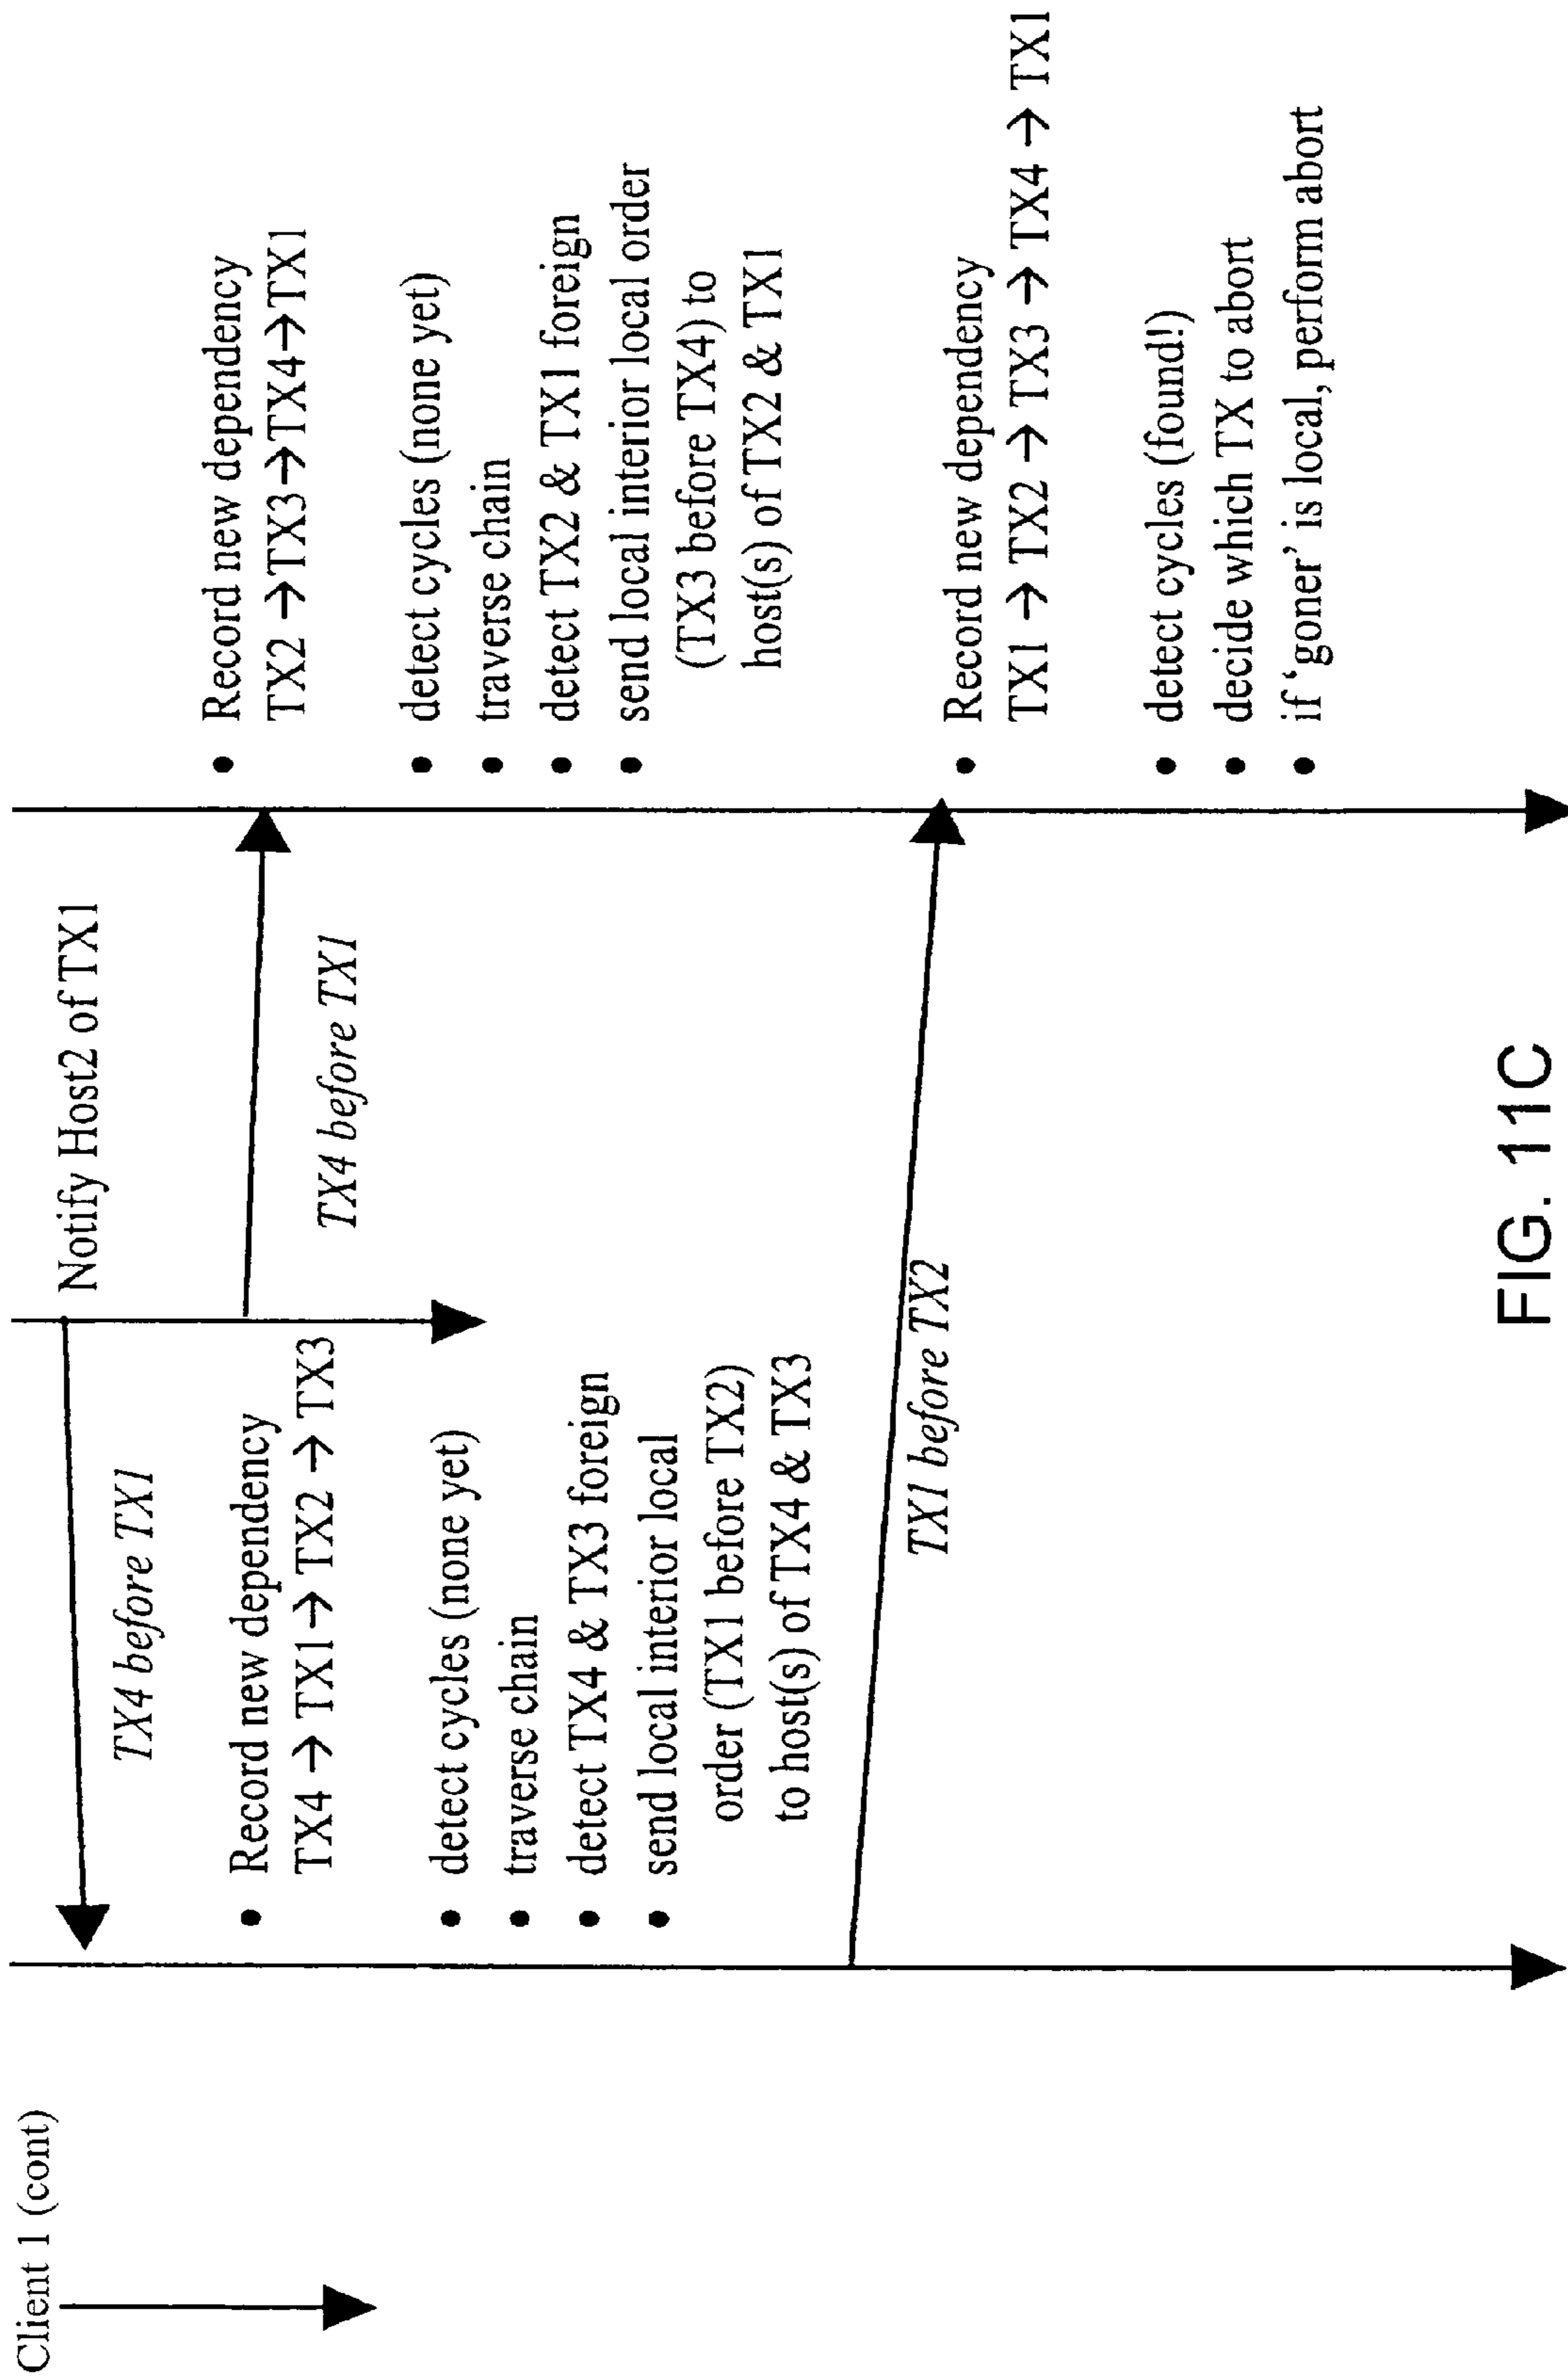 Client 1 (cont)
Notify Host2 of TX1
TX4 before TX1
• Record new dependency
TX4 → TX1→ TX2 → TX3
• detect cycles (none yet)
• traverse chain
• detect TX4 & TX3 foreign
• send local interior local
order (TX1 before TX2)
to host(s) of TX4 & TX3
TX4 before TX1
• Record new dependency
TX2 →TX3→TX4→TX1
• detect cycles (none yet)
• traverse chain
• detect TX2 & TX1 foreign
• send local interior local order
(TX3 before TX4) to
host(s) of TX2 & TX1
TX1 before TX2
• Record new dependency
TX1 → TX2 → TX3 → TX4 → TX1
• detect cycles (found!)
• decide which TX to abort
• if ‘goner’ is local, perform abort
FIG. 11C